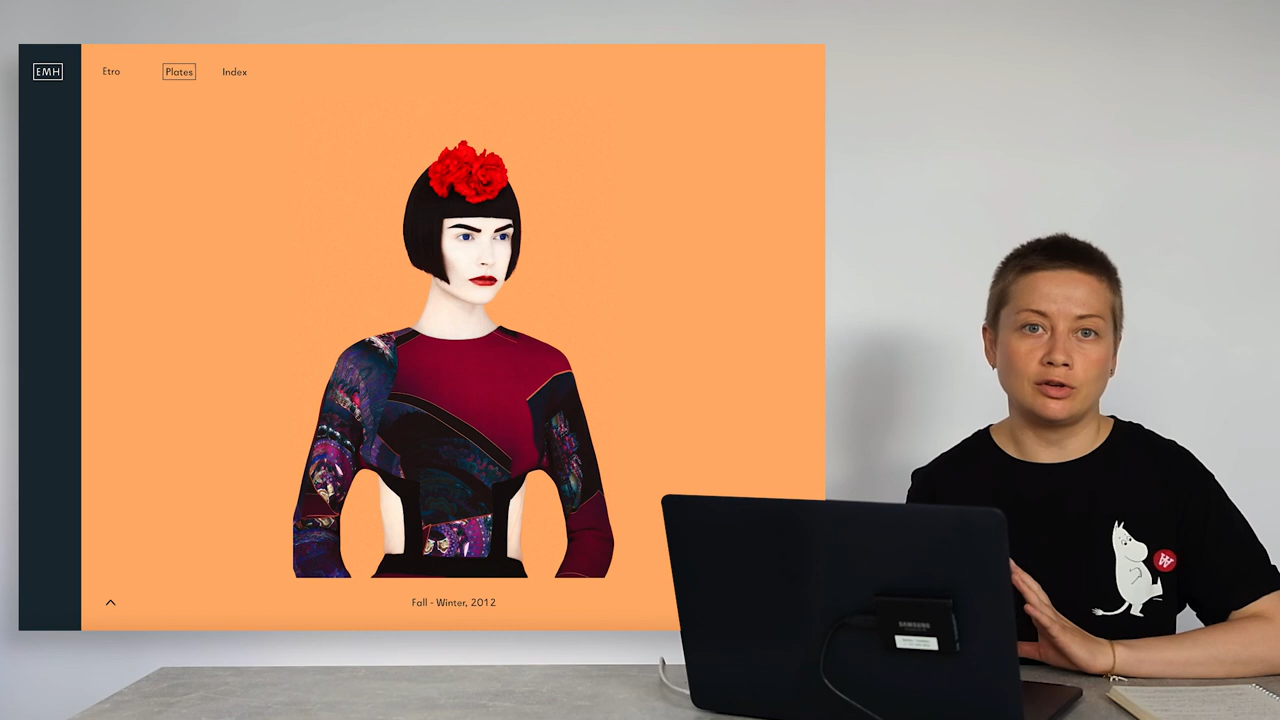 EMH
Etro
Plates
Index
Fall - Winter, 2012
SAMSUNG
W